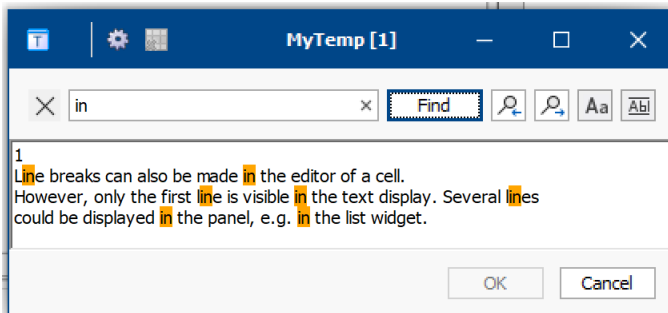 T
MyTemp [1]
in
Find
Aa
Abl
1
Line breaks can also be made in the editor of a cell.
However, only the first line is visible in the text display. Several lines
could be displayed in the panel, e.g. in the list widget.
OK
Cancel